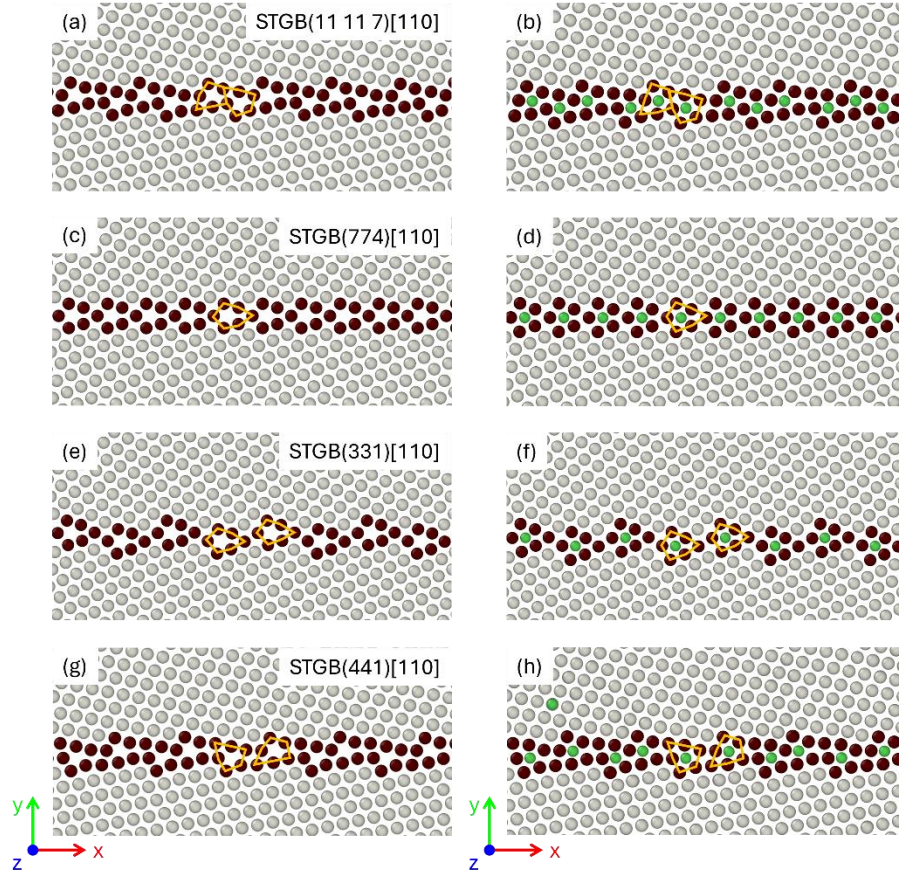 (a) STGB(11 11 7)[110] (b)
(c) STGB(774)[110] (d)
(e) STGB(331)[110] (f)
(g) STGB(441)[110] (h)
y y
z x z x